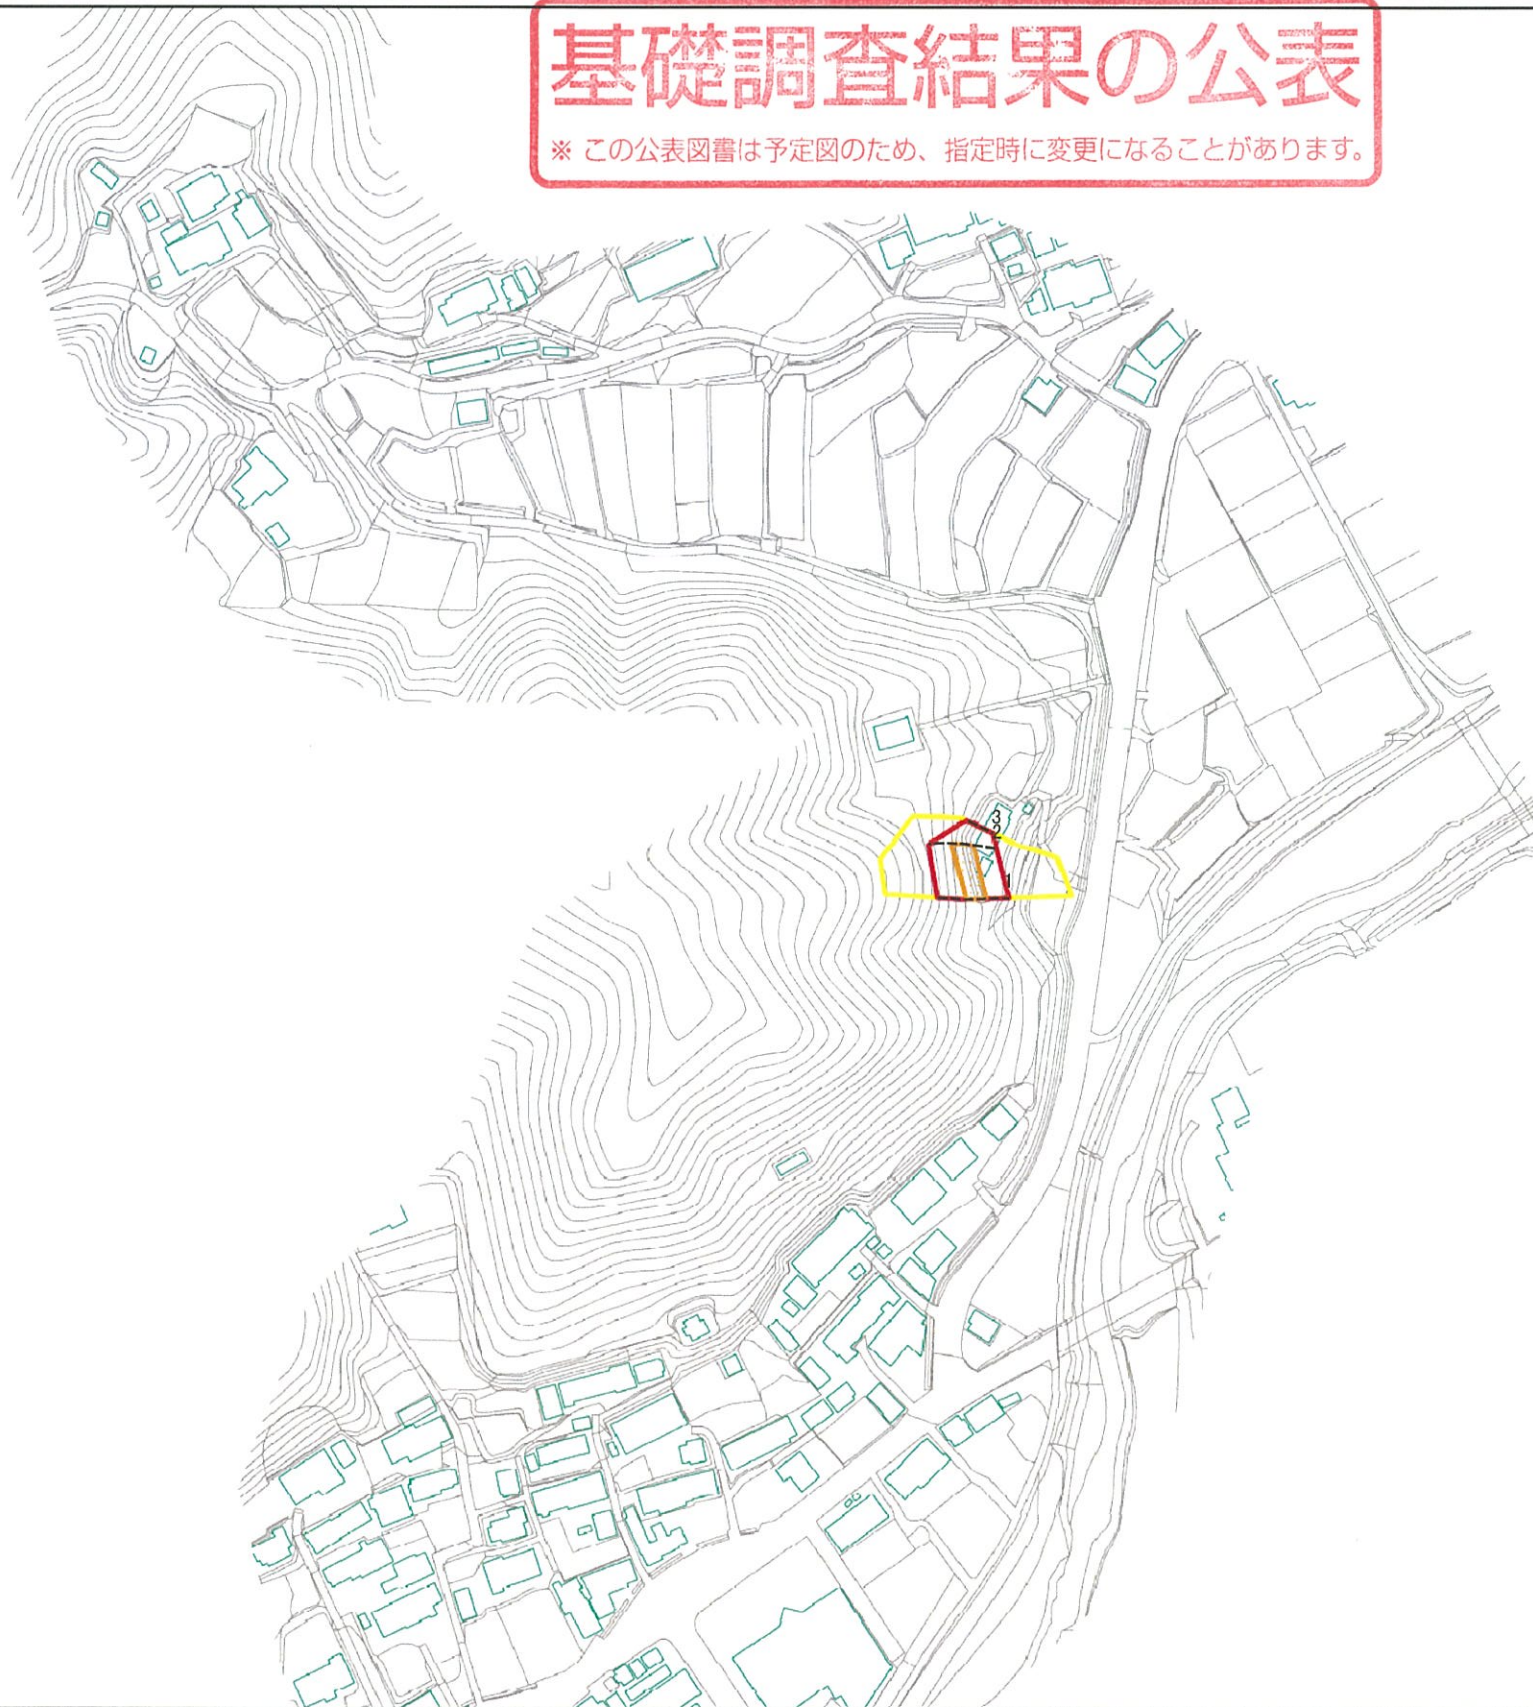 基礎調査結果の公表
※ この公表図書は予定図のため、指定時に変更になることがあります。
3
2
1